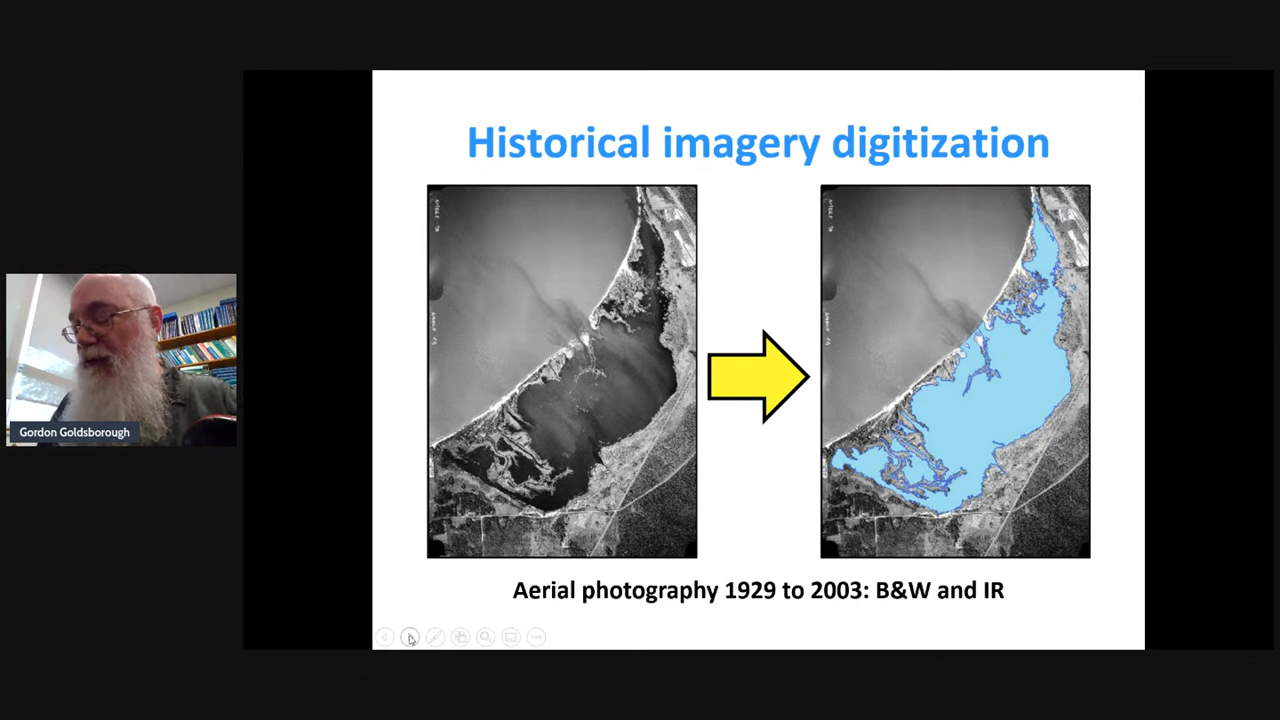 Historical imagery digitization
Gordon Goldsborough
Aerial photography 1929 to 2003: B&W and IR